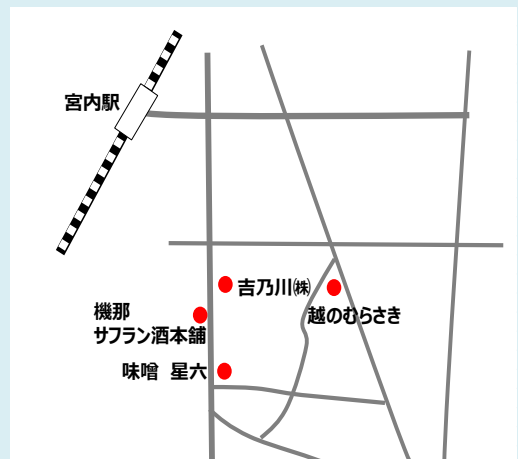 宮内駅
吉乃川㈱
機那
サフラン酒本舗
越のむらさき
味噌 星六